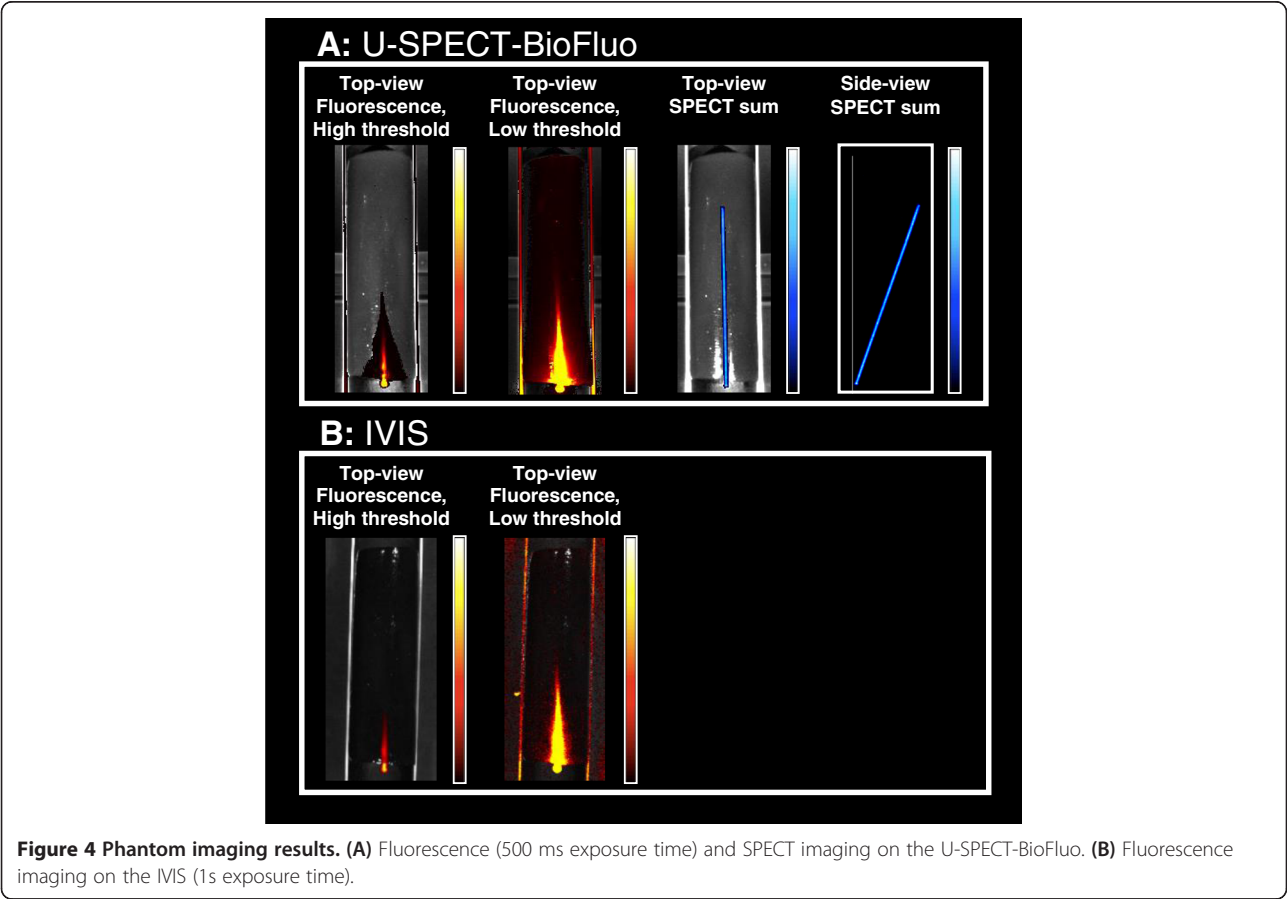 A: U-SPECT-BioFluo
Top-view
Fluorescence,
High threshold
Top-view
Fluorescence,
Low threshold
Top-view
SPECT sum
Side-view
SPECT sum
B: IVIS
Top-view
Fluorescence,
High threshold
Top-view
Fluorescence,
Low threshold
Figure 4 Phantom imaging results. (A) Fluorescence (500 ms exposure time) and SPECT imaging on the U-SPECT-BioFluo. (B) Fluorescence
imaging on the IVIS (1s exposure time).